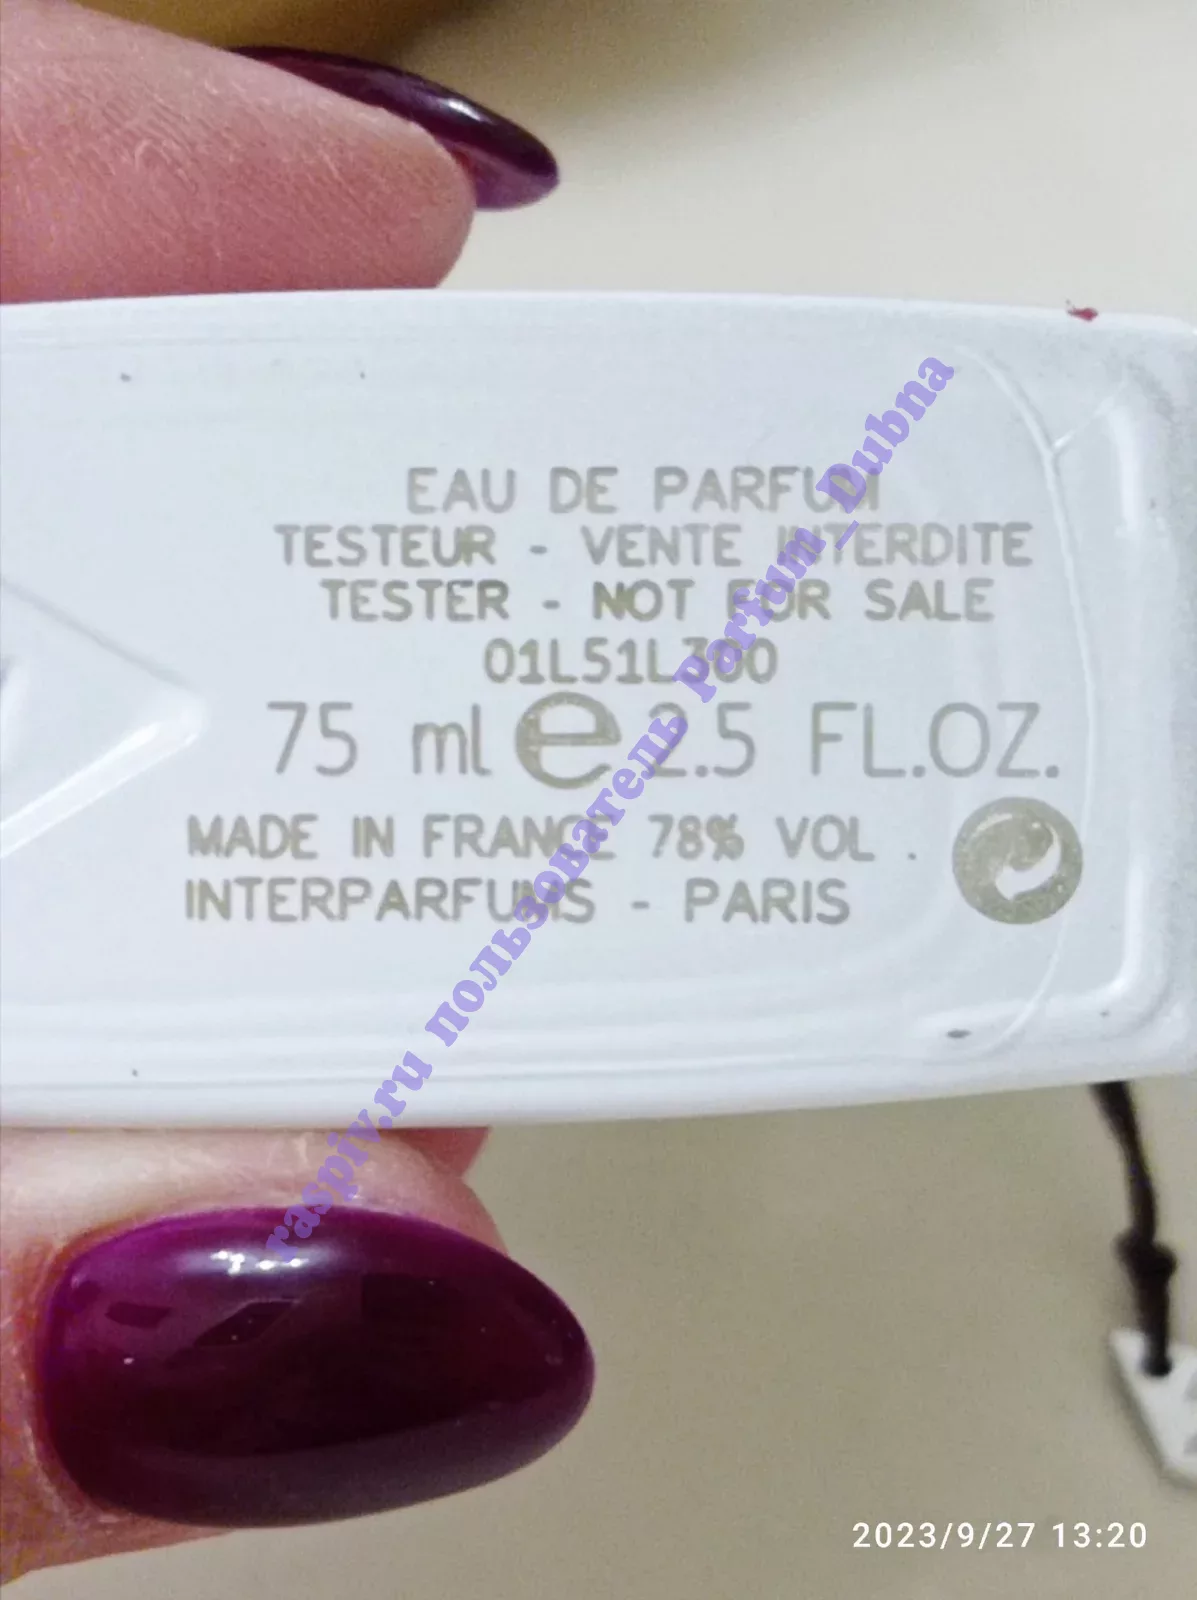 EAU DE PARFUM
TESTEUR - VENTE INTERDITE
TESTER - NOT FOR SALE
75 ml e 2.5 FL.OZ.
MADE IN FRANCE 78% VOL .
INTERPARFUMS - PARIS
raspiv.ru пользователь Parfum_Dubna
2023/9/27 13:20